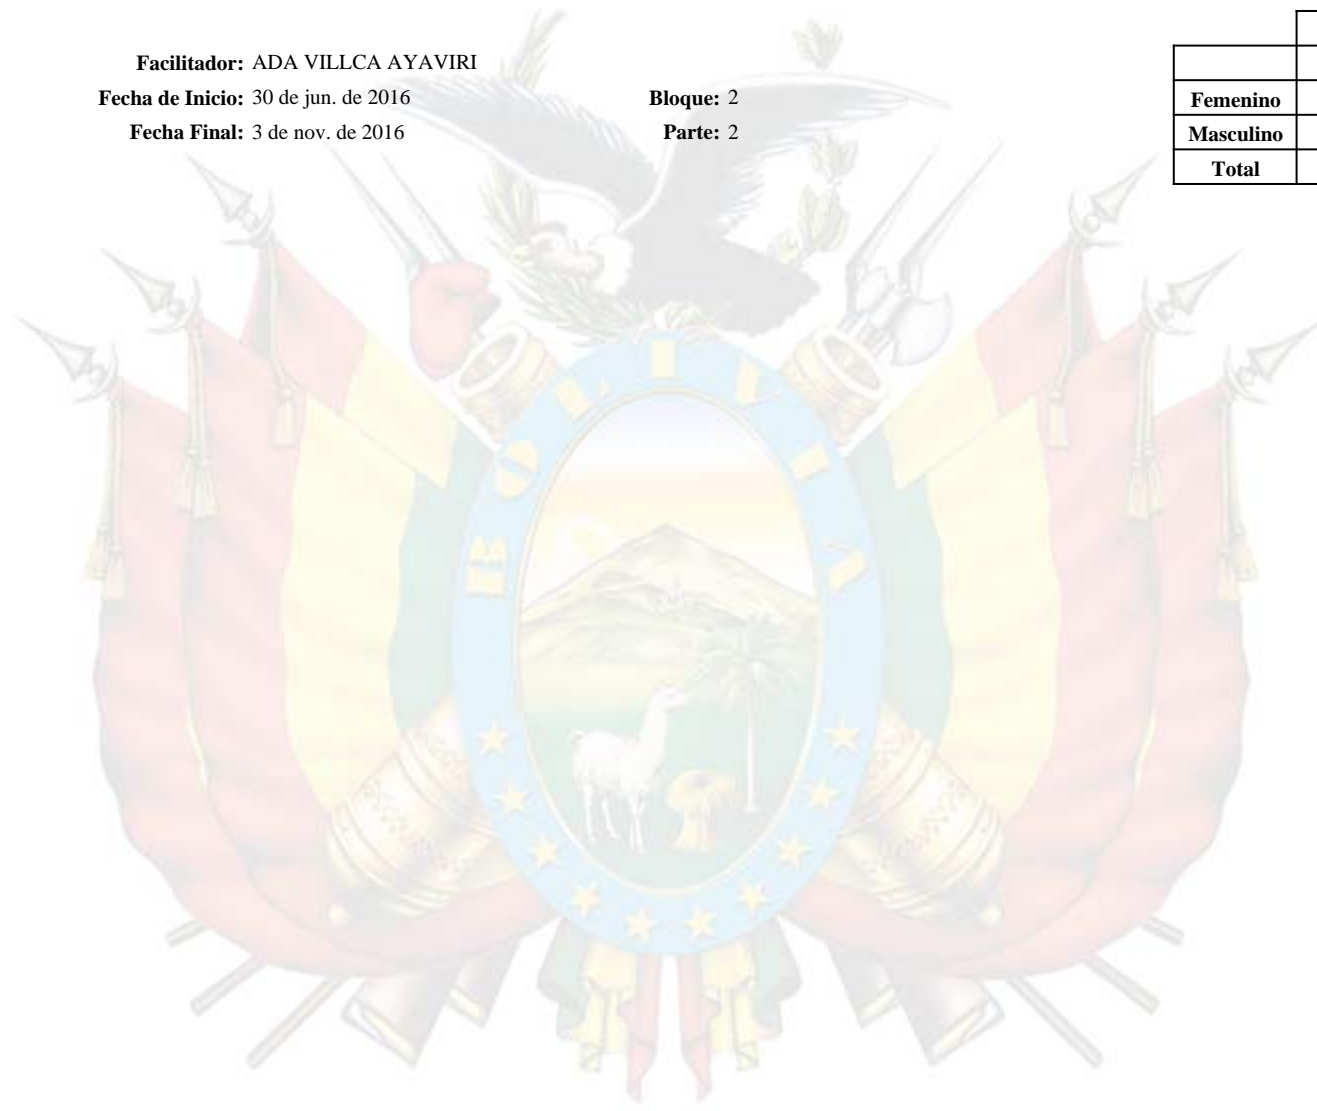 Facilitador: ADA VILLCA AYAVIRI
Fecha de Inicio: 30 de jun. de 2016 Bloque: 2
Fecha Final: 3 de nov. de 2016 Parte: 2
Femenino
Masculino
Total
BOLIVIA